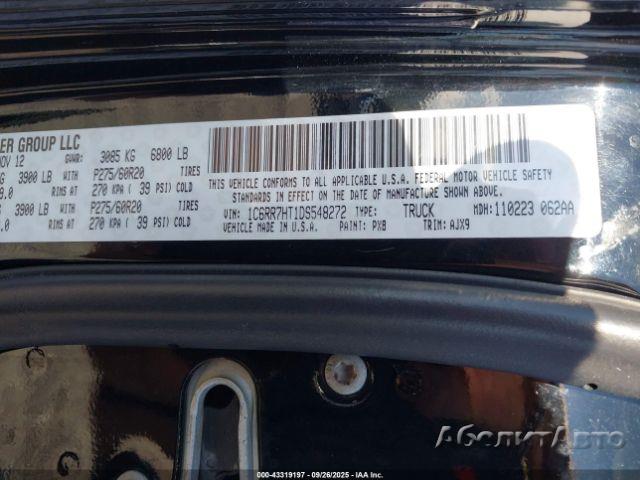 ER GROUP LLC
OV 12 GVWR: 3085 KG 6800 LB
G 3900 LB WITH P275/60R20 TIRES
RIMS AT 270 KPA ( 39 PSI) COLD
3900 LB WITH P275/60R20 TIRES
RIMS AT 270 KPA ( 39 PSI) COLD
THIS VEHICLE CONFORMS TO ALL APPLICABLE FEDERAL MOTOR VEHICLE SAFETY
STANDARDS IN EFFECT ON THE DATE OF MANUFACTURE SHOWN ABOVE.
VIN: 1C6RR7HT1DS548272 TYPE: TRUCK MDH: 110223 062AA
VEHICLE MADE IN U.S.A. PAINT: PXB TRIM: AJX9
АвелитАвто
000-43319197 - 09/26/2025 - IAA Inc.